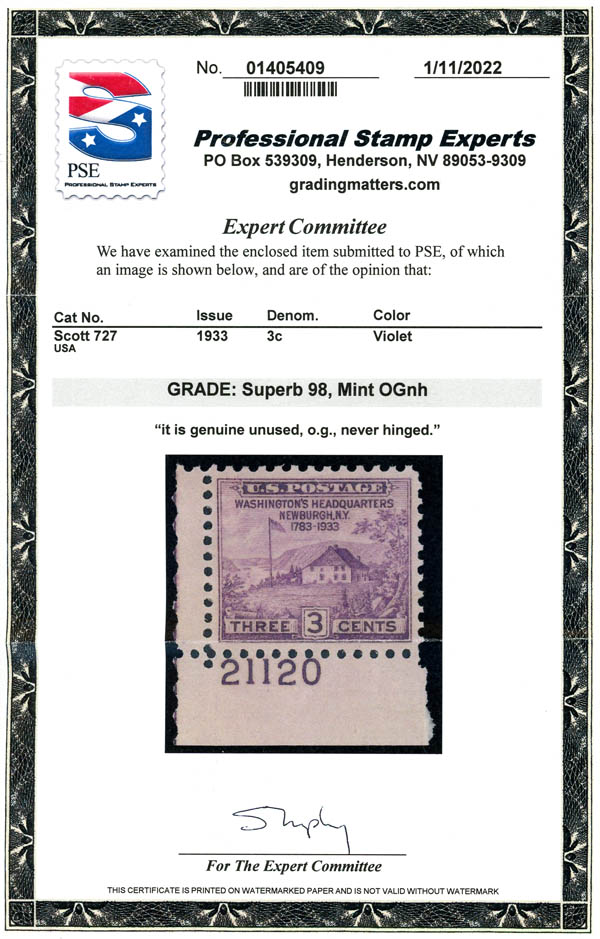 No. 01405409 1/11/2022
PSE
PROFESSIONAL STAMP EXPERTS
Professional Stamp Experts
PO Box 539309, Henderson, NV 89053-9309
gradingmatters.com
Expert Committee
We have examined the enclosed item submitted to PSE, of which
an image is shown below, and are of the opinion that:
Cat No. Issue Denom. Color
Scott 727 1933 3c Violet
USA
GRADE: Superb 98, Mint OGnh
“it is genuine unused, o.g., never hinged.”
U.S. POSTAGE
WASHINGTON'S HEADQUARTERS
NEWBURGH, N.Y.
1783-1933
THREE 3 CENTS
21120
For The Expert Committee
THIS CERTIFICATE IS PRINTED ON WATERMARKED PAPER AND IS NOT VALID WITHOUT WATERMARK